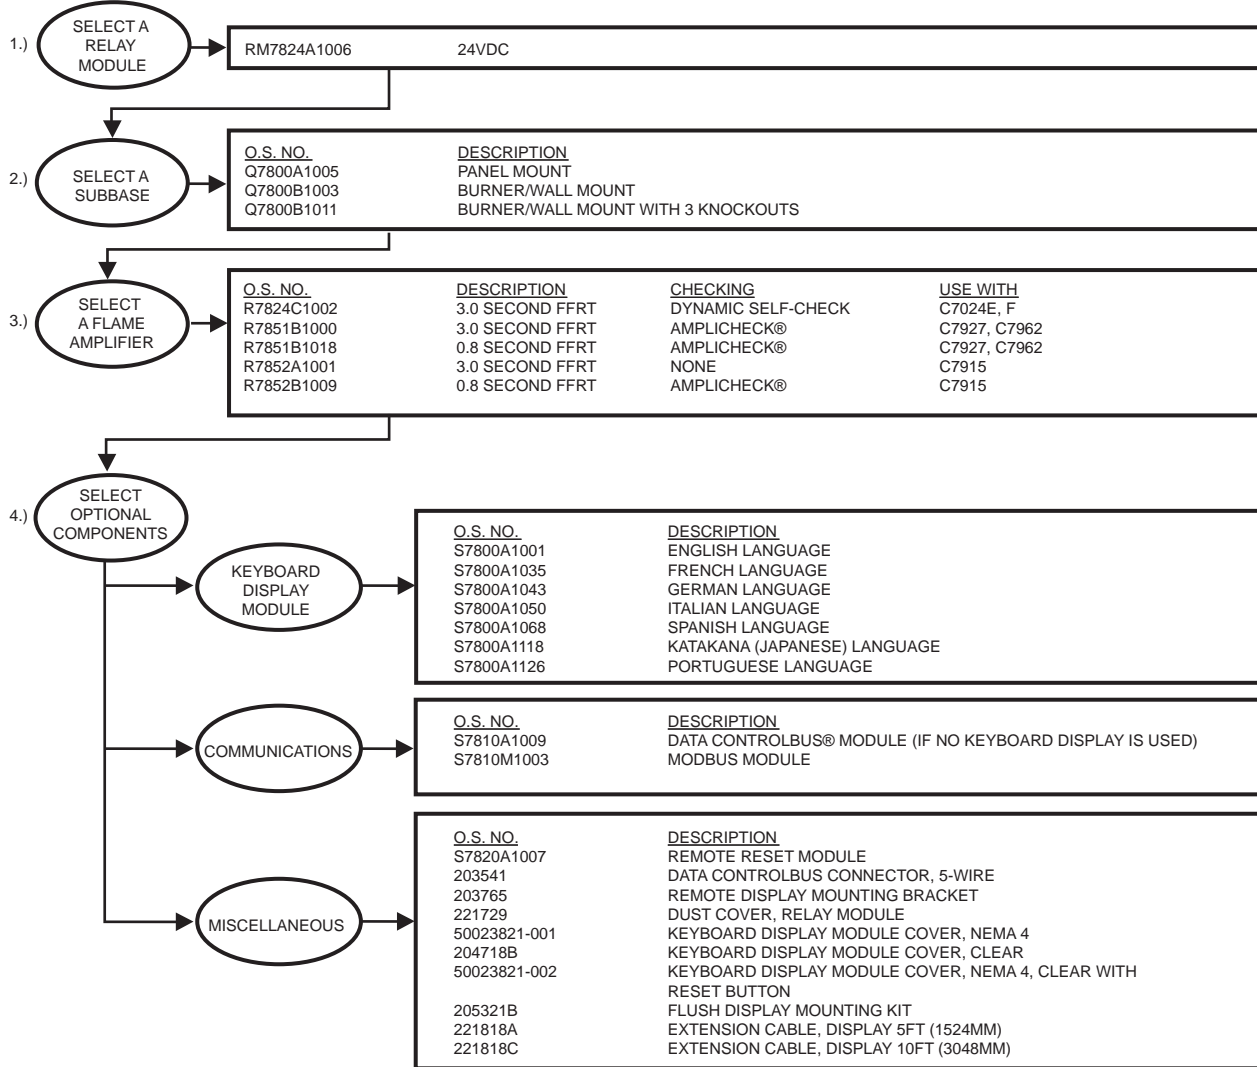 1.) SELECT A
RELAY
MODULE
RM7824A1006 24VDC
2.) SELECT A
SUBBASE
O.S. NO. DESCRIPTION
Q7800A1005 PANEL MOUNT
Q7800B1003 BURNER/WALL MOUNT
Q7800B1011 BURNER/WALL MOUNT WITH 3 KNOCKOUTS
3.) SELECT
A FLAME
AMPLIFIER
O.S. NO. DESCRIPTION CHECKING USE WITH
R7824C1002 3.0 SECOND FFRT DYNAMIC SELF-CHECK C7024E, F
R7851B1000 3.0 SECOND FFRT AMPLICHECK® C7927, C7962
R7851B1018 0.8 SECOND FFRT AMPLICHECK® C7927, C7962
R7852A1001 3.0 SECOND FFRT NONE C7915
R7852B1009 0.8 SECOND FFRT AMPLICHECK® C7915
4.) SELECT
OPTIONAL
COMPONENTS
KEYBOARD
DISPLAY
MODULE
O.S. NO. DESCRIPTION
S7800A1001 ENGLISH LANGUAGE
S7800A1035 FRENCH LANGUAGE
S7800A1043 GERMAN LANGUAGE
S7800A1050 ITALIAN LANGUAGE
S7800A1068 SPANISH LANGUAGE
S7800A1118 KATAKANA (JAPANESE) LANGUAGE
S7800A1126 PORTUGUESE LANGUAGE
COMMUNICATIONS
O.S. NO. DESCRIPTION
S7810A1009 DATA CONTROLBUS® MODULE (IF NO KEYBOARD DISPLAY IS USED)
S7810M1003 MODBUS MODULE
MISCELLANEOUS
O.S. NO. DESCRIPTION
S7820A1007 REMOTE RESET MODULE
203541 DATA CONTROLBUS CONNECTOR, 5-WIRE
203765 REMOTE DISPLAY MOUNTING BRACKET
221729 DUST COVER, RELAY MODULE
50023821-001 KEYBOARD DISPLAY MODULE COVER, NEMA 4
204718B KEYBOARD DISPLAY MODULE COVER, CLEAR
50023821-002 KEYBOARD DISPLAY MODULE COVER, NEMA 4, CLEAR WITH
RESET BUTTON
205321B FLUSH DISPLAY MOUNTING KIT
221818A EXTENSION CABLE, DISPLAY 5FT (1524MM)
221818C EXTENSION CABLE, DISPLAY 10FT (3048MM)